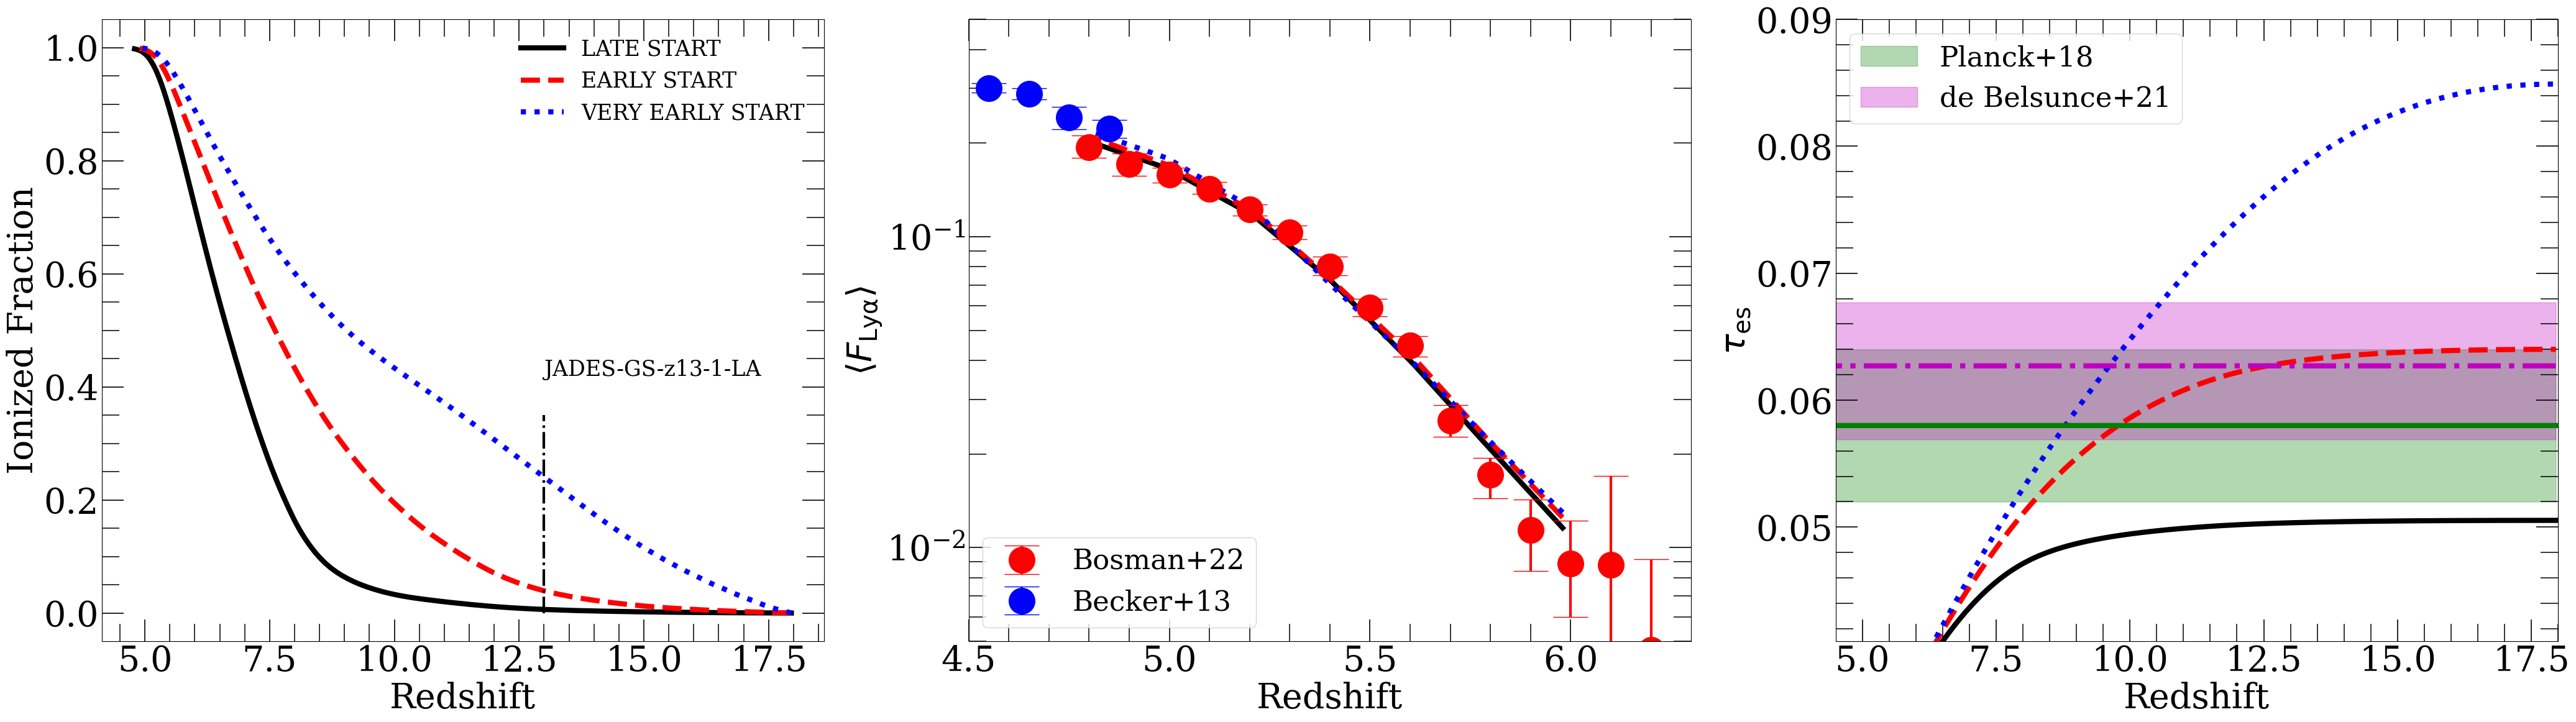 1.0
0.8
0.6
0.4
0.2
0.0
Ionized Fraction
LATE START
EARLY START
VERY EARLY START
JADES-GS-z13-1-LA
5.0 7.5 10.0 12.5 15.0 17.5
Redshift
10⁻¹
10⁻²
⟨F_Lyα⟩
Bosman+22
Becker+13
4.5 5.0 5.5 6.0
Redshift
0.09
0.08
0.07
0.06
0.05
τ_es
Planck+18
de Belsunce+21
5.0 7.5 10.0 12.5 15.0 17.5
Redshift